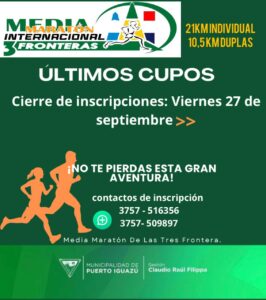 MEDIA
MARATÓN
INTERNACIONAL
3 FRONTERAS
21KM INDIVIDUAL
10,5 KM DUPLAS
ÚLTIMOS CUPOS
Cierre de inscripciones: Viernes 27 de
septiembre >>
¡NO TE PIERDAS ESTA GRAN
AVENTURA!
contactos de inscripción
3757 - 516356
3757- 509897
Media Maratón De Las Tres Frontera.
MUNICIPALIDAD DE
PUERTO IGUAZÚ
Gestión
Claudio Raúl Filippa